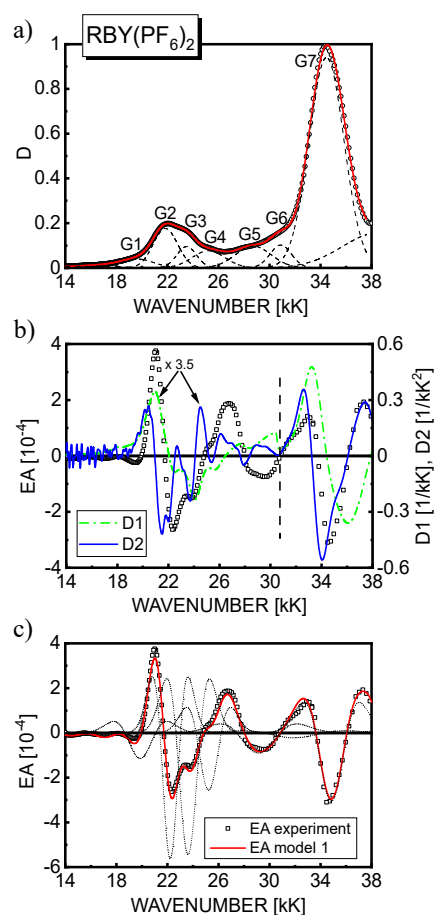 a)
RBY(PF6)2
G7
1
0.8
0.6
0.4
0.2
0
D
G1
G2
G3
G4
G5
G6
14 18 22 26 30 34 38
WAVENUMBER [kK]
b)
4
2
0
-2
-4
EA [10-4]
x 3.5
0.6
0.3
0
-0.3
-0.6
D1 [1/kK], D2 [1/kK2]
D1
D2
14 18 22 26 30 34 38
WAVENUMBER [kK]
c)
4
2
0
-2
-4
-6
EA [10-4]
EA experiment
EA model 1
14 18 22 26 30 34 38
WAVENUMBER [kK]